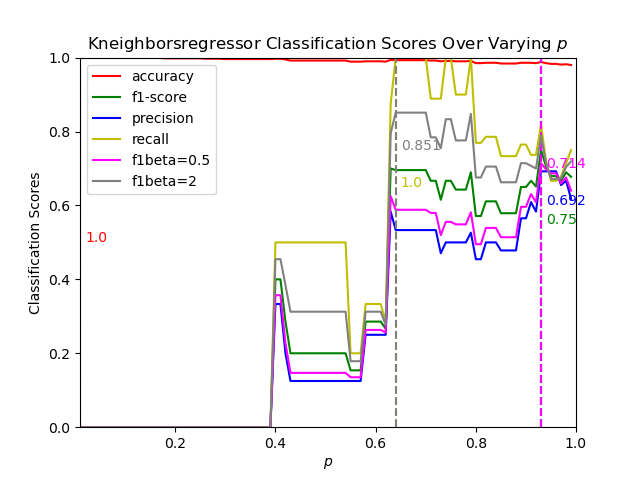 Kneighborsregressor Classification Scores Over Varying p
Classification Scores
1.0
0.8
0.6
0.4
0.2
0.0
accuracy
f1-score
precision
recall
f1beta=0.5
f1beta=2
1.0
0.851
1.0
0.714
0.692
0.75
0.2
0.4
0.6
0.8
1.0
p